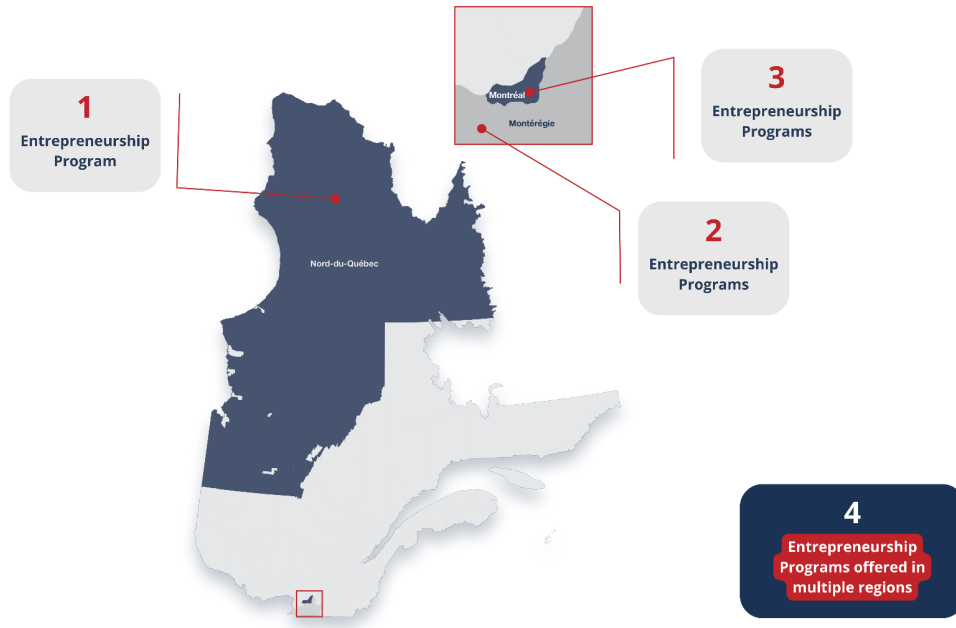 1
Entrepreneurship
Program
Montréal
Montérégie
3
Entrepreneurship
Programs
2
Entrepreneurship
Programs
Nord-du-Québec
4
Entrepreneurship
Programs offered in
multiple regions